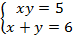 {xy = 5
x + y = 6